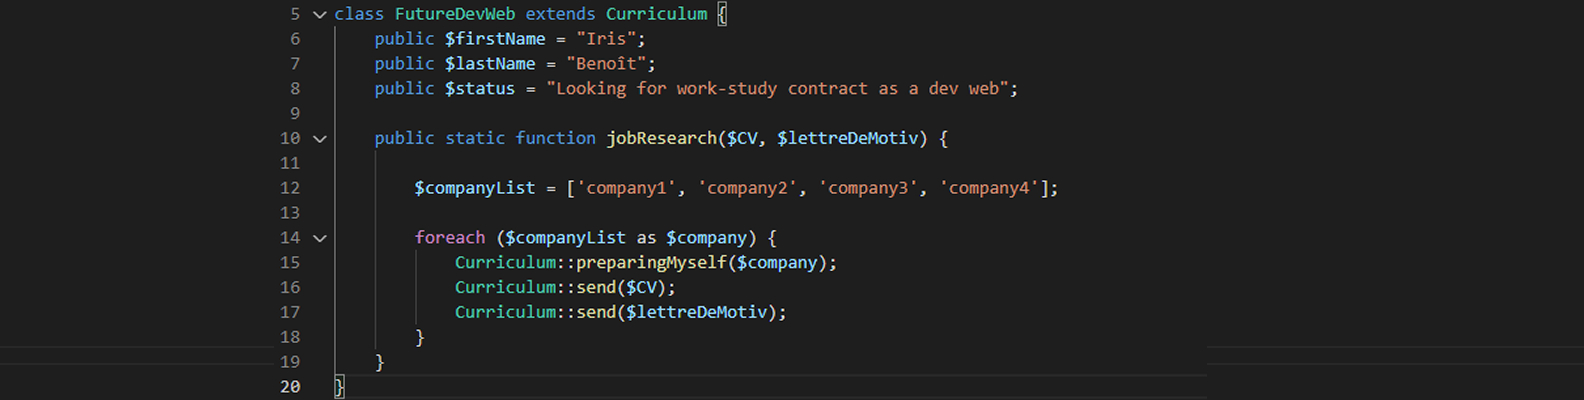 5 class FutureDevWeb extends Curriculum {
6 public $firstName = "Iris";
7 public $lastName = "Benoît";
8 public $status = "Looking for work-study contract as a dev web";
9
10 public static function jobResearch($CV, $lettreDeMotiv) {
11
12 $companyList = ['company1', 'company2', 'company3', 'company4'];
13
14 foreach ($companyList as $company) {
15 Curriculum::preparingMyself($company);
16 Curriculum::send($CV);
17 Curriculum::send($lettreDeMotiv);
18 }
19 }
20 }